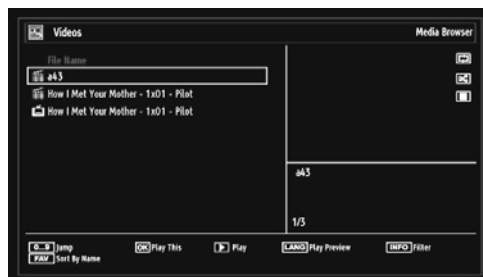 Videos
Media Browser
File Name
a43
How I Met Your Mother - 1x01 - Pilot
How I Met Your Mother - 1x01 - Pilot
a43
1/3
0...9 Jump
OK Play This
Play
LANG Play Preview
INFO Filter
FAV Sort By Name